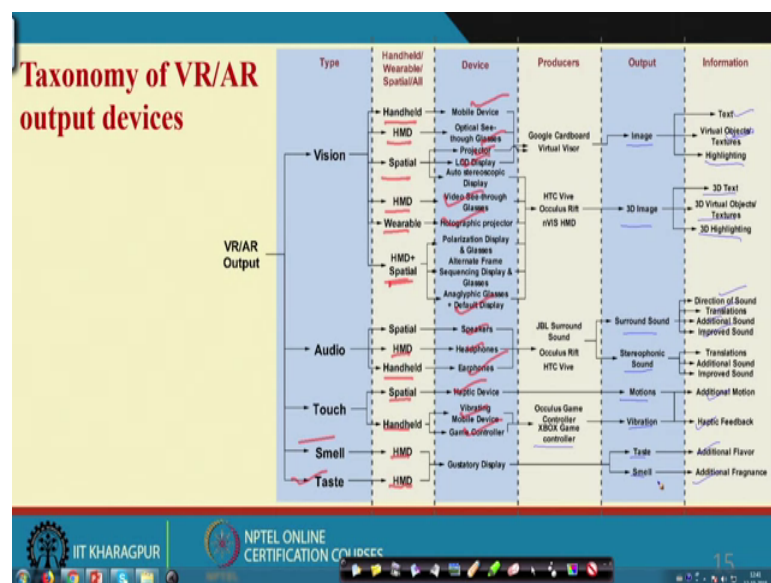 Taxonomy of VR/AR
output devices
Type
Handheld/
Wearable/
Spatial/All
Device
Producers
Output
Information
VR/AR
Output
Vision
Audio
Touch
Smell
Taste
Handheld
HMD
Spatial
HMD
Wearable
HMD+
Spatial
Spatial
HMD
Handheld
Spatial
Handheld
HMD
HMD
Mobile Device
Optical See-
though Glasses
Projector
LCD Display
Auto stereoscopic
Display
Video See-through
Glasses
Holographic projector
Polarization Display
& Glasses
Alternate Frame
Sequencing Display &
Glasses
Anaglyphic Glasses
+ Default Display
Speakers
Headphones
Earphones
Haptic Device
Vibrating
Mobile Device
Game Controller
Gustatory Display
Google Cardboard
Virtual Visor
HTC Vive
Occulus Rift
nVIS HMD
JBL Surround
Sound
Occulus Rift
HTC Vive
Occulus Game
Controller
XBOX Game
controller
Image
3D Image
Surround Sound
Stereophonic
Sound
Motions
Vibration
Taste
Smell
Text
Virtual Objects/
Textures
Highlighting
3D Text
3D Virtual Objects/
Textures
3D Highlighting
Direction of Sound
Translations
Additional Sound
Improved Sound
Translations
Additional Sound
Improved Sound
Additional Motion
Haptic Feedback
Additional Flavor
Additional Fragnance
IIT KHARAGPUR
NPTEL ONLINE
CERTIFICATION COURSES
NPTEL
15